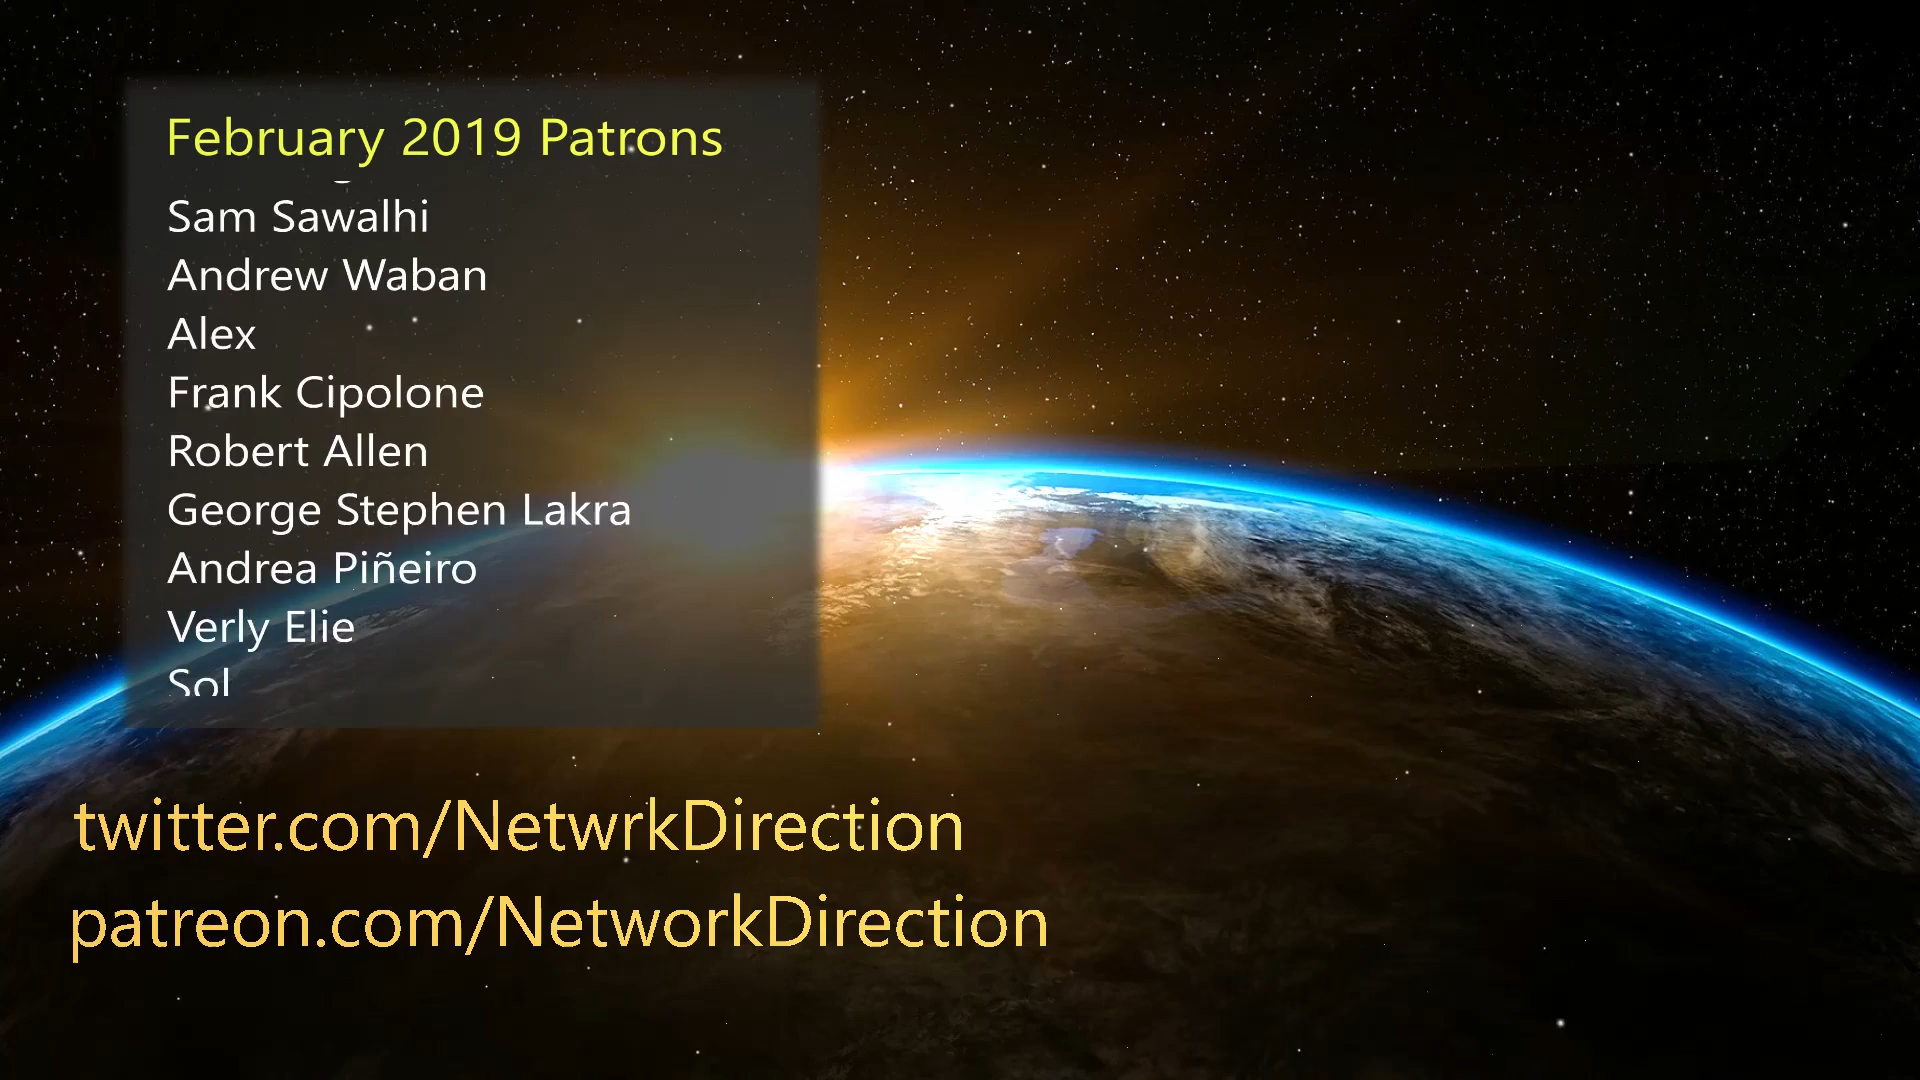 February 2019 Patrons
Sam Sawalhi
Andrew Waban
Alex
Frank Cipolone
Robert Allen
George Stephen Lakra
Andrea Piñeiro
Verly Elie
Sol
twitter.com/NetwrkDirection
patreon.com/NetworkDirection